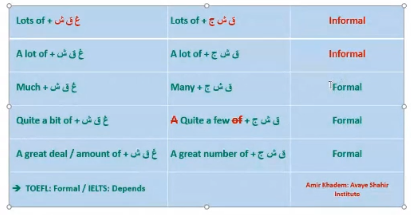 Lots of + غ ق ش
Lots of + ق ش ج
Informal
A lot of + غ ق ش
A lot of + ق ش ج
Informal
Much + غ ق ش
Many + ق ش ج
Formal
Quite a bit of + غ ق ش
A Quite a few of + ق ش ج
Formal
A great deal / amount of + غ ق ش
A great number of + ق ش ج
Formal
➔ TOEFL: Formal / IELTS: Depends
Amir Khadem: Avaye Shahir
Institute